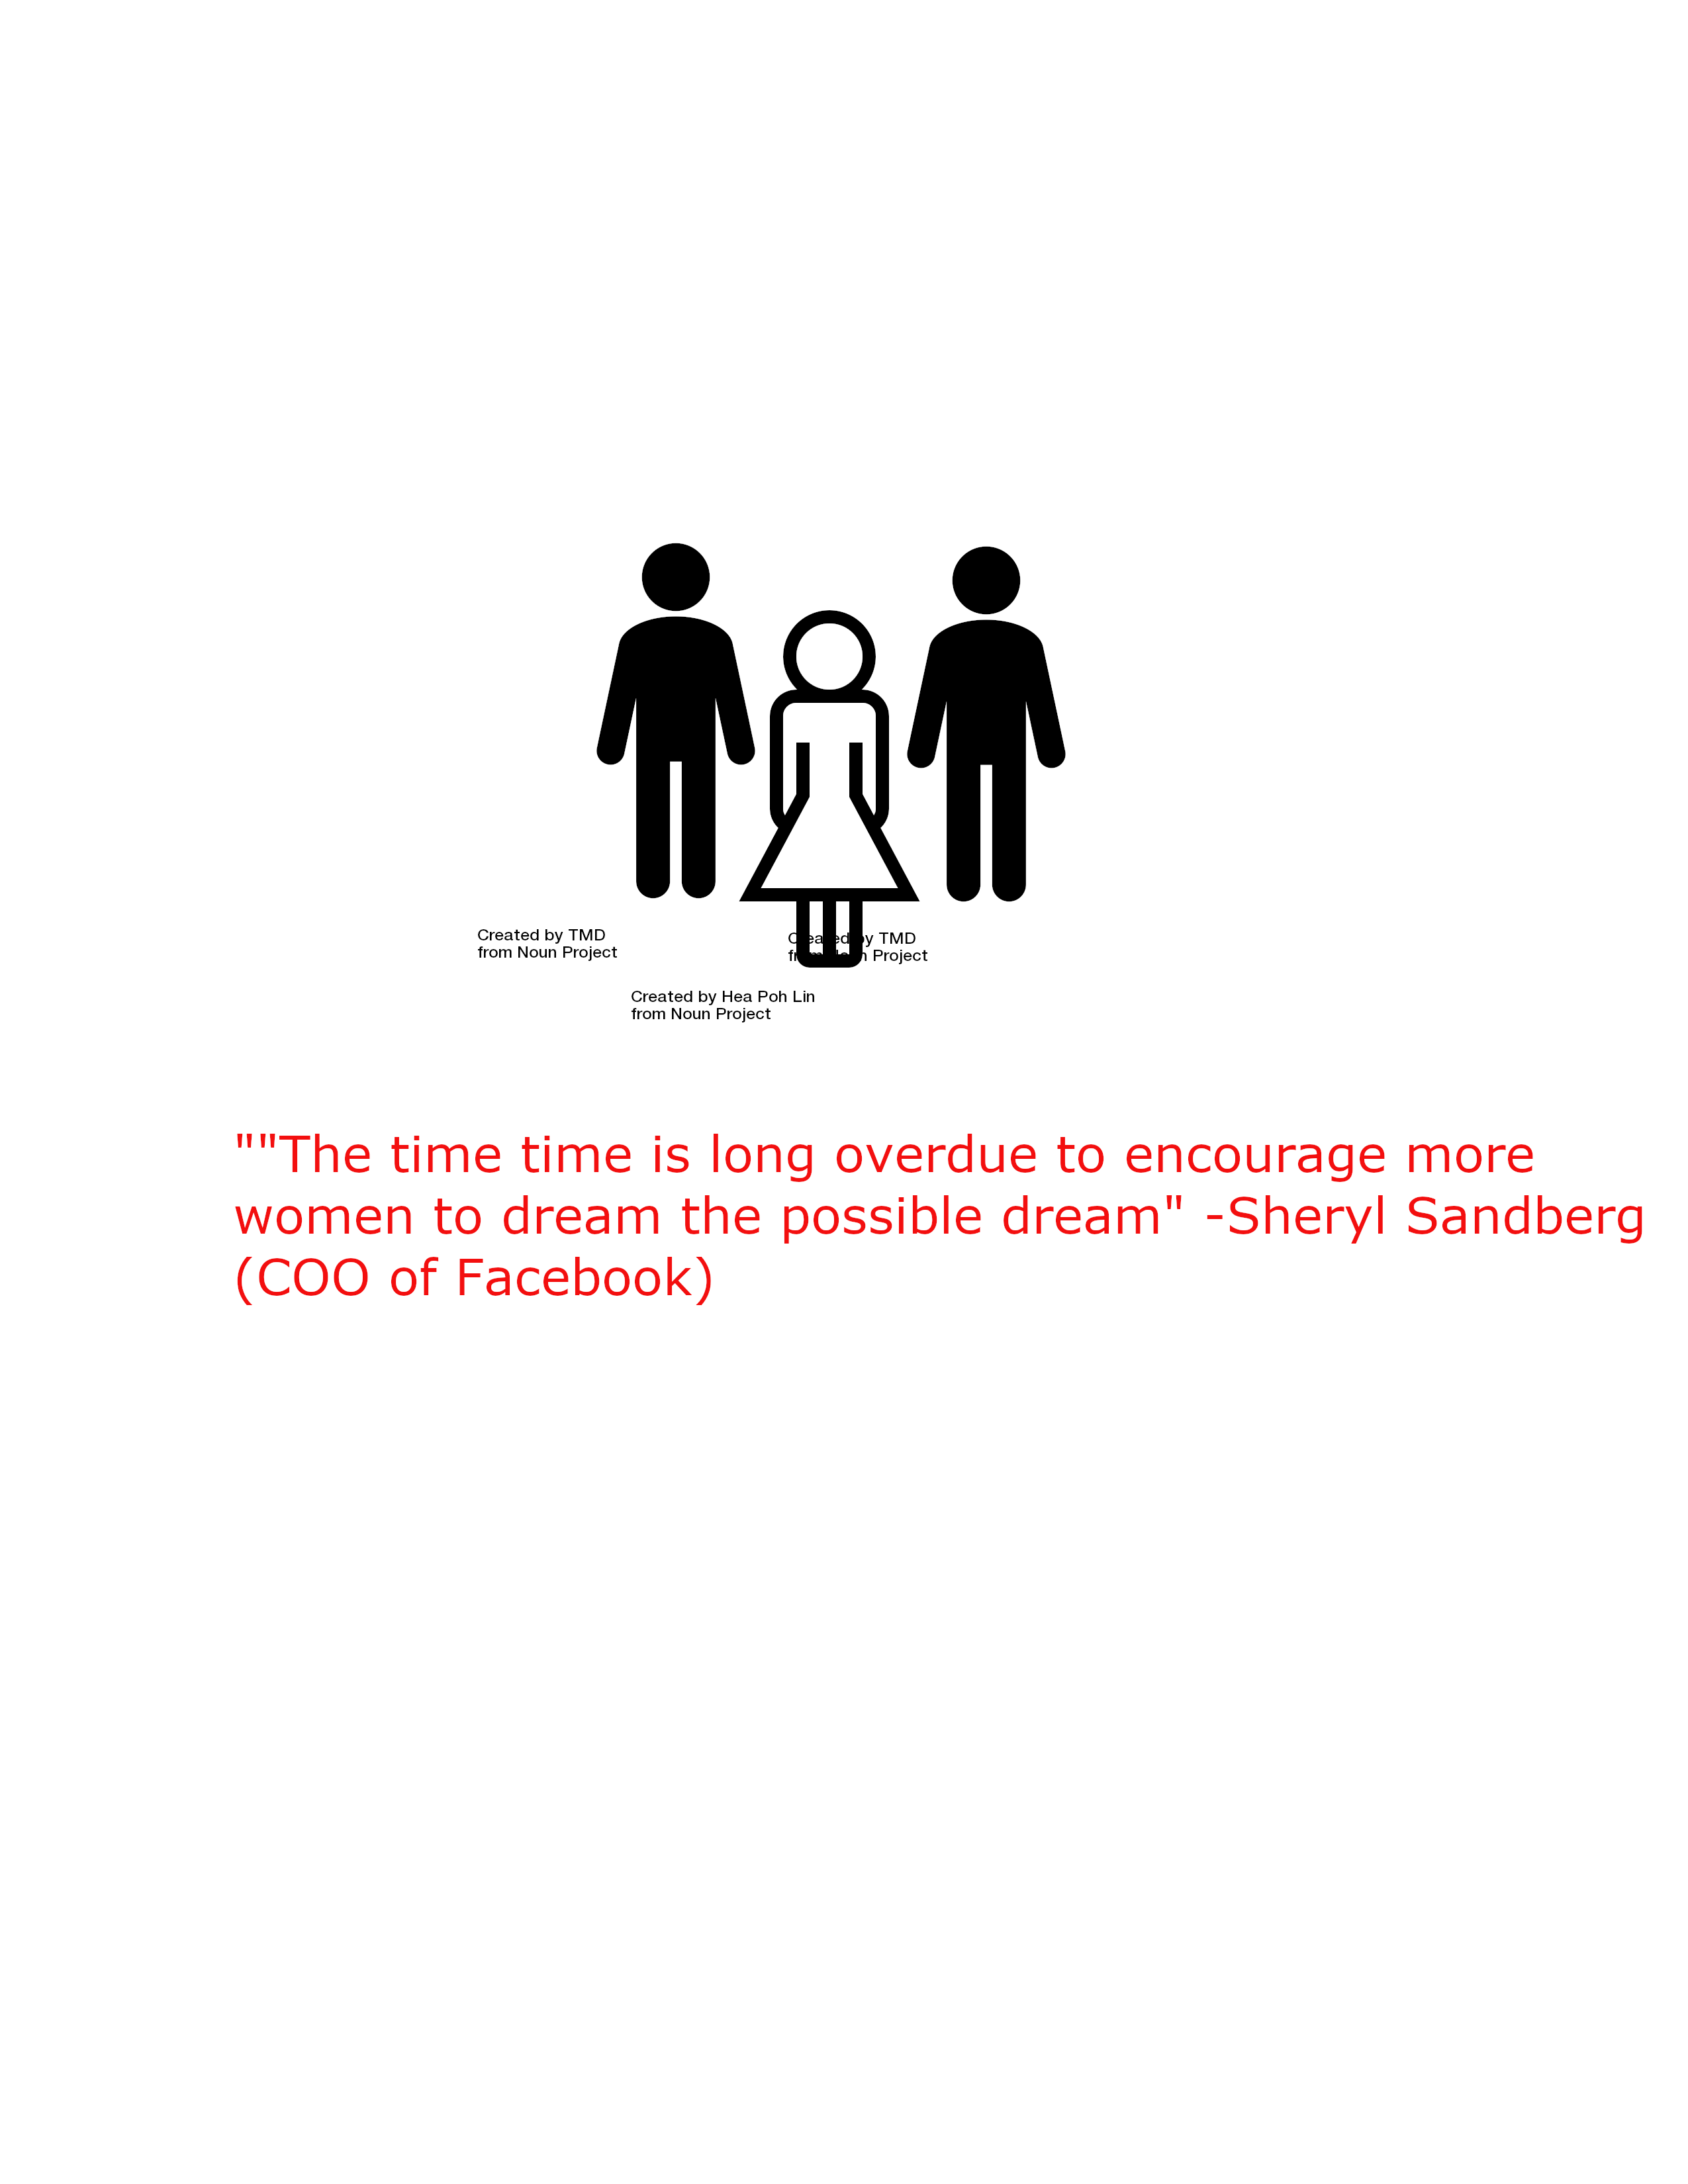 Created by TMD
from Noun Project
Created by TMD
from Noun Project
Created by Hea Poh Lin
from Noun Project
""The time time is long overdue to encourage more
women to dream the possible dream" -Sheryl Sandberg
(COO of Facebook)